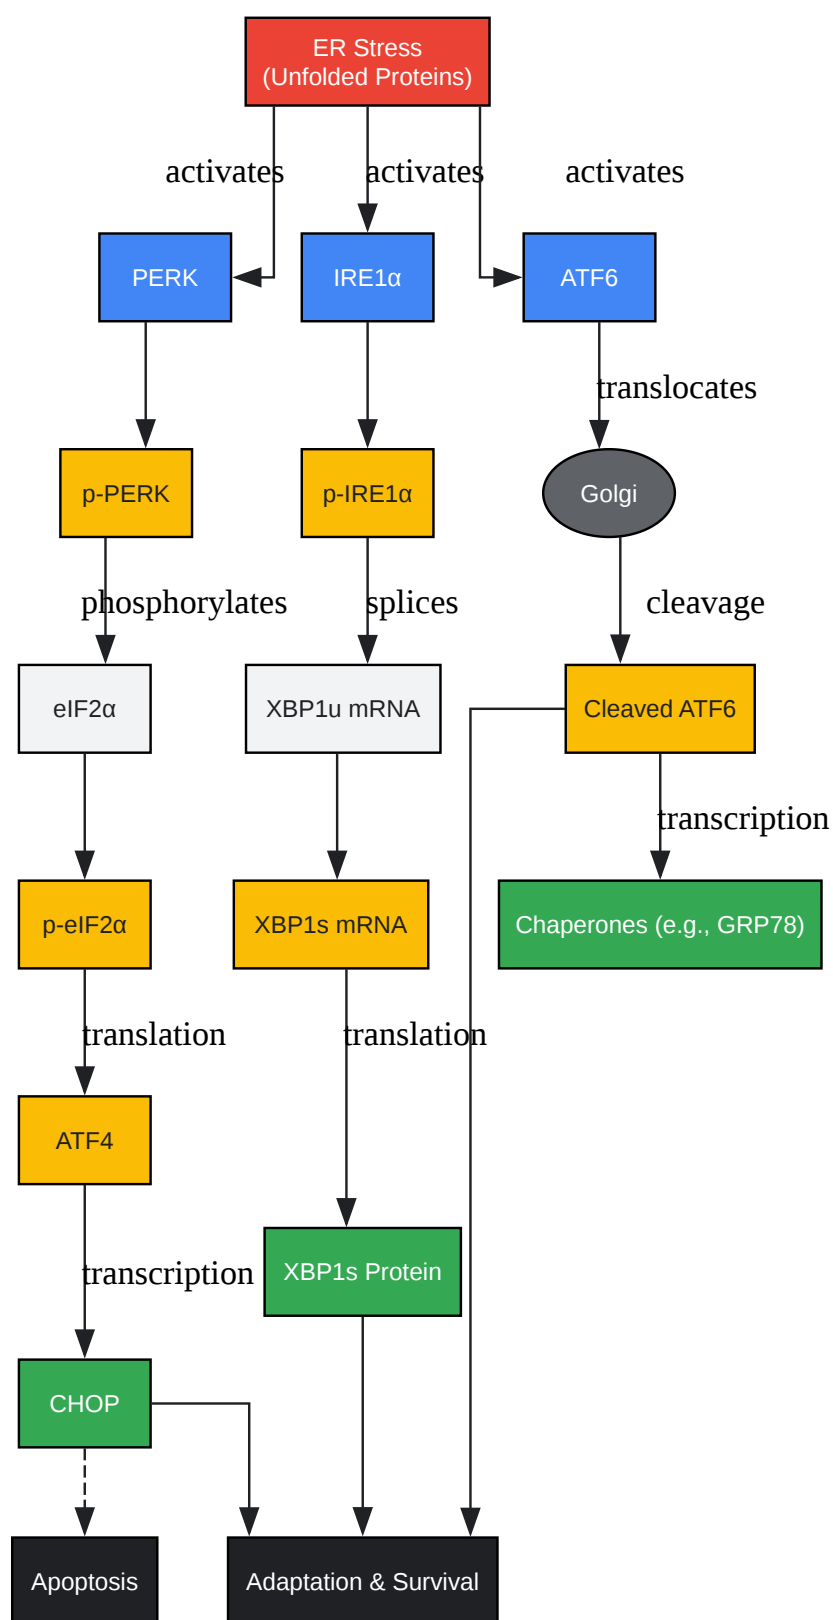 ER Stress
(Unfolded Proteins)
activates
activates
activates
PERK
IRE1α
ATF6
translocates
p-PERK
p-IRE1α
Golgi
phosphorylates
splices
cleavage
eIF2α
XBP1u mRNA
Cleaved ATF6
transcription
p-eIF2α
XBP1s mRNA
Chaperones (e.g., GRP78)
translation
translation
ATF4
transcription
XBP1s Protein
CHOP
Apoptosis
Adaptation & Survival